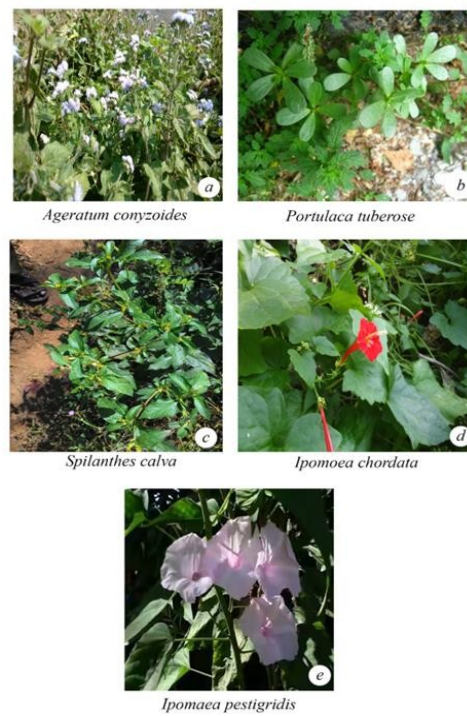 a
b
Ageratum conyzoides
Portulaca tuberose
c
d
Spilanthes calva
Ipomoea chordata
e
Ipomaea pestigridis